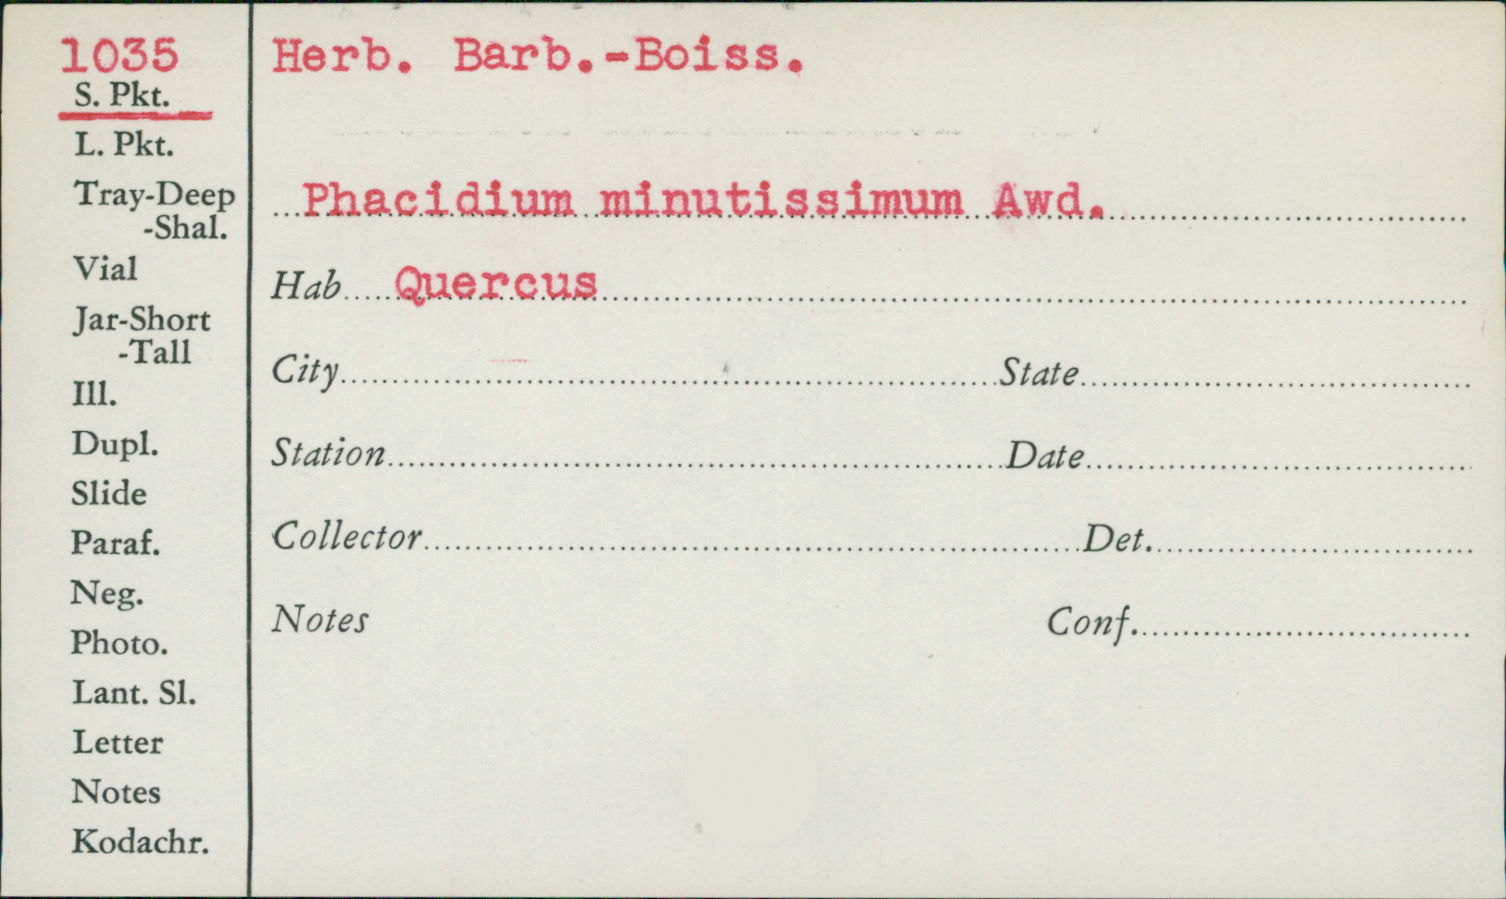 1035
S. Pkt.
L. Pkt.
Tray-Deep
-Shal.
Vial
Jar-Short
-Tall
Ill.
Dupl.
Slide
Paraf.
Neg.
Photo.
Lant. Sl.
Letter
Notes
Kodachr.
Herb. Barb.-Boiss.
Phacidium minutissimum Awd.
Hab Quercus
City State
Station Date
Collector Det.
Notes Conf.